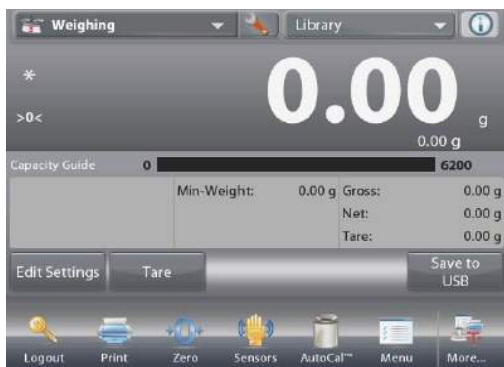 Weighing Library
*
0.00 g
>0<
0.00 g
Capacity Guide 0 6200
Min-Weight: 0.00 g Gross: 0.00 g
Net: 0.00 g
Tare: 0.00 g
Edit Settings Tare Save to USB
Logout Print Zero Sensors AutoCal™ Menu More...